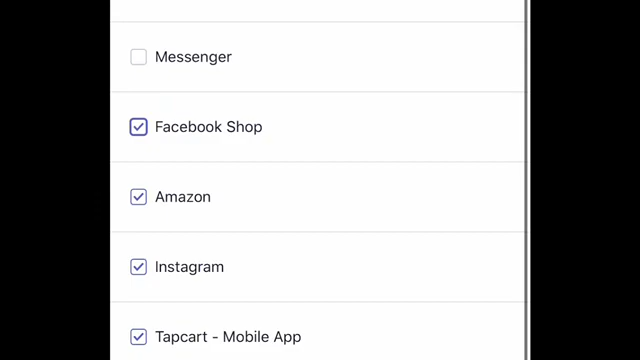 Messenger
Facebook Shop
Amazon
Instagram
Tapcart - Mobile App